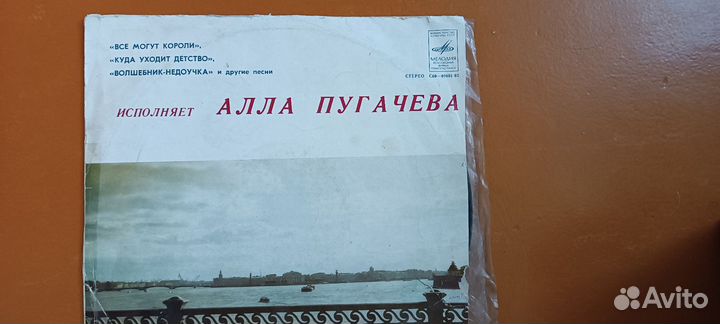 «ВСЕ МОГУТ КОРОЛИ»,
«КУДА УХОДИТ ДЕТСТВО»,
«ВОЛШЕБНИК-НЕДОУЧКА» и другие песни
МЕЛОДИЯ
СТЕРЕО
ИСПОЛНЯЕТ АЛЛА ПУГАЧЕВА
Avito